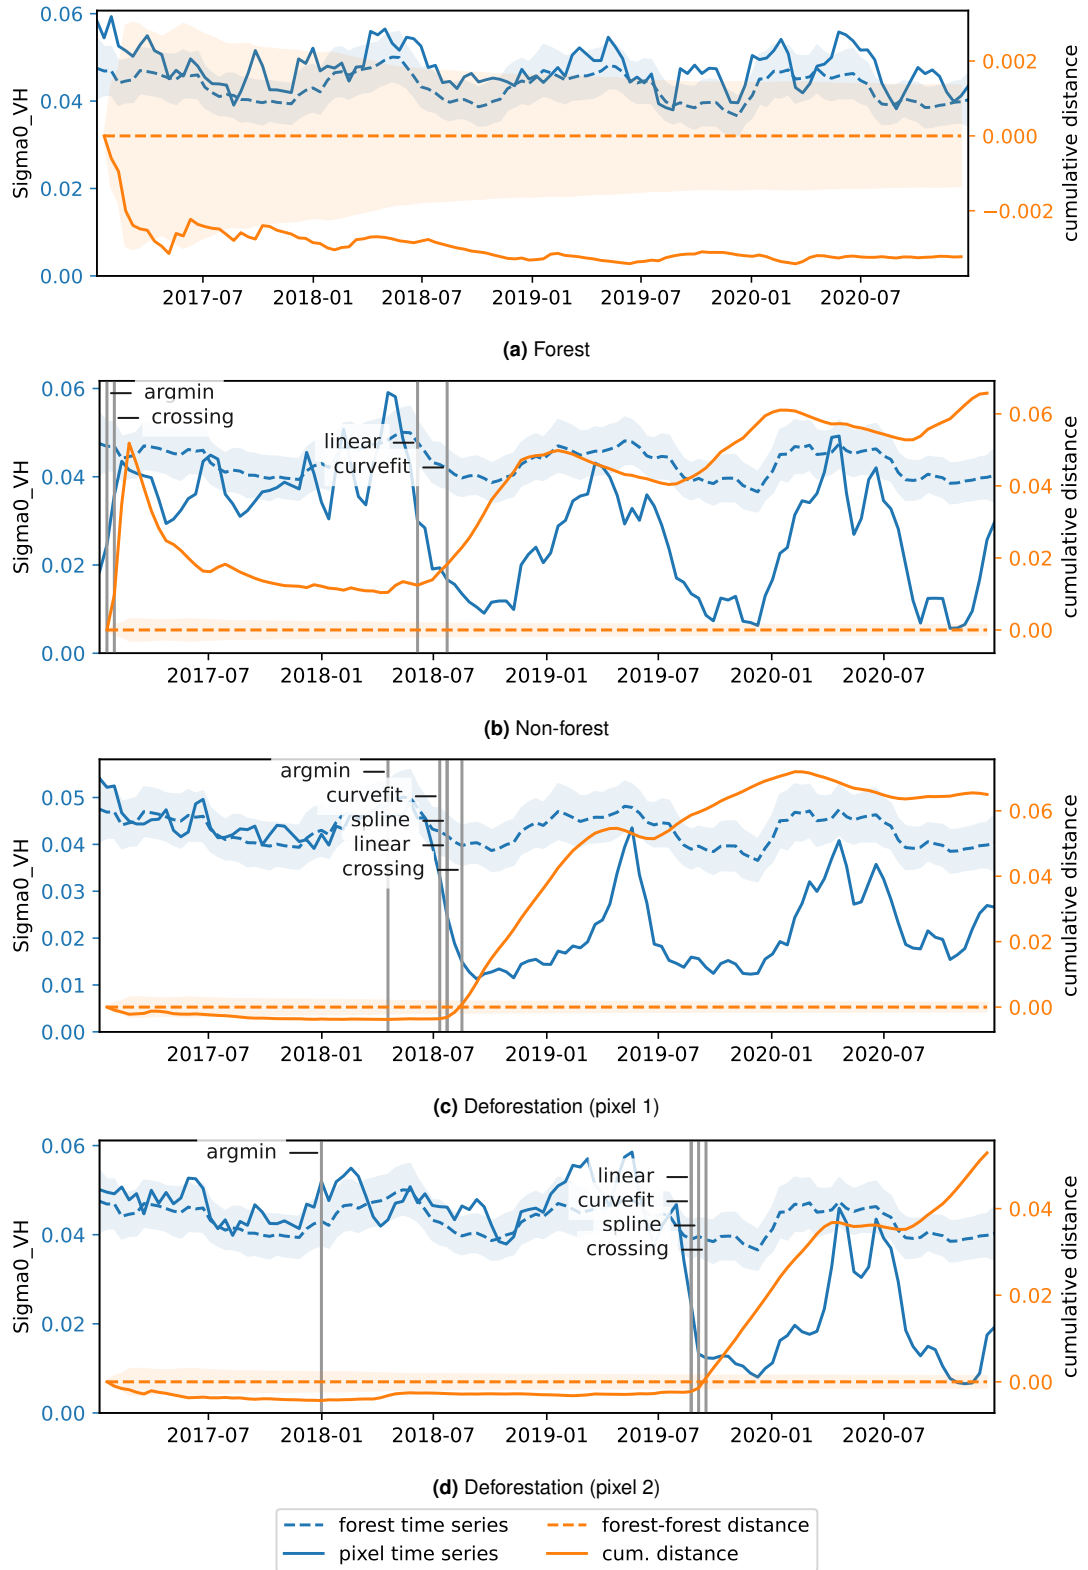 0.06
0.04
0.02
0.00
Sigma0_VH
0.002
0.000
−0.002
cumulative distance
2017-07 2018-01 2018-07 2019-01 2019-07 2020-01 2020-07
(a) Forest
0.06
0.04
0.02
0.00
Sigma0_VH
argmin
crossing
linear
curvefit
0.06
0.04
0.02
0.00
cumulative distance
2017-07 2018-01 2018-07 2019-01 2019-07 2020-01 2020-07
(b) Non-forest
0.05
0.04
0.03
0.02
0.01
0.00
Sigma0_VH
argmin
curvefit
spline
linear
crossing
0.06
0.04
0.02
0.00
cumulative distance
2017-07 2018-01 2018-07 2019-01 2019-07 2020-01 2020-07
(c) Deforestation (pixel 1)
0.06
0.04
0.02
0.00
Sigma0_VH
argmin
linear
curvefit
spline
crossing
0.04
0.02
0.00
cumulative distance
2017-07 2018-01 2018-07 2019-01 2019-07 2020-01 2020-07
(d) Deforestation (pixel 2)
forest time series
pixel time series
forest-forest distance
cum. distance